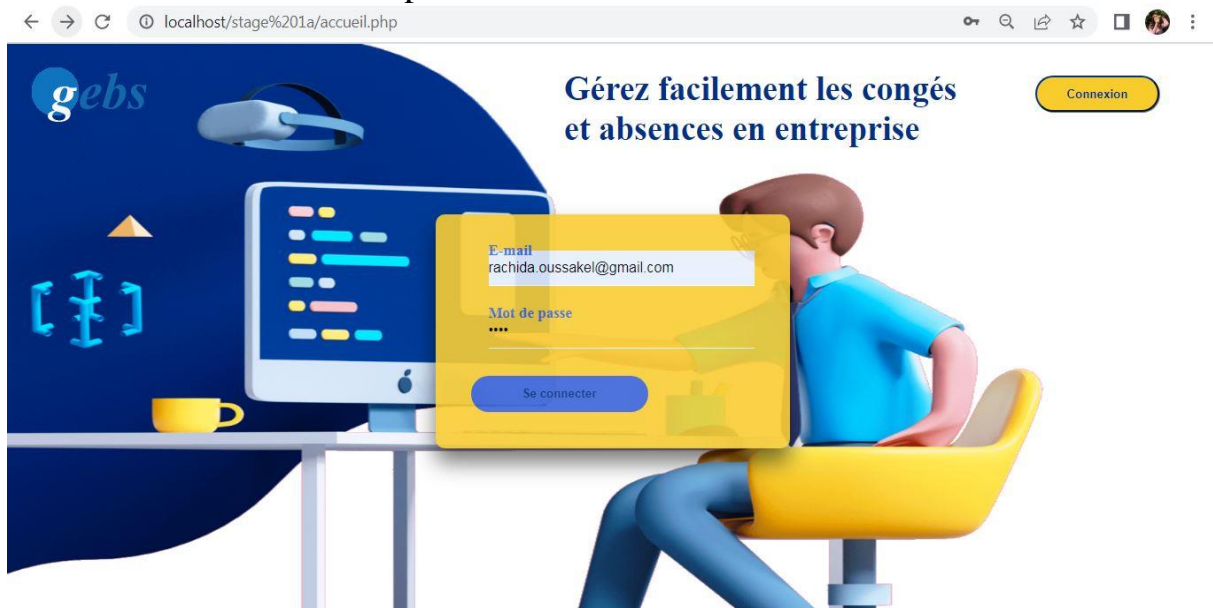 localhost/stage%201a/accueil.php
gebs
Gérez facilement les congés
et absences en entreprise
Connexion
E-mail
rachida.oussakel@gmail.com
Mot de passe
••••
Se connecter